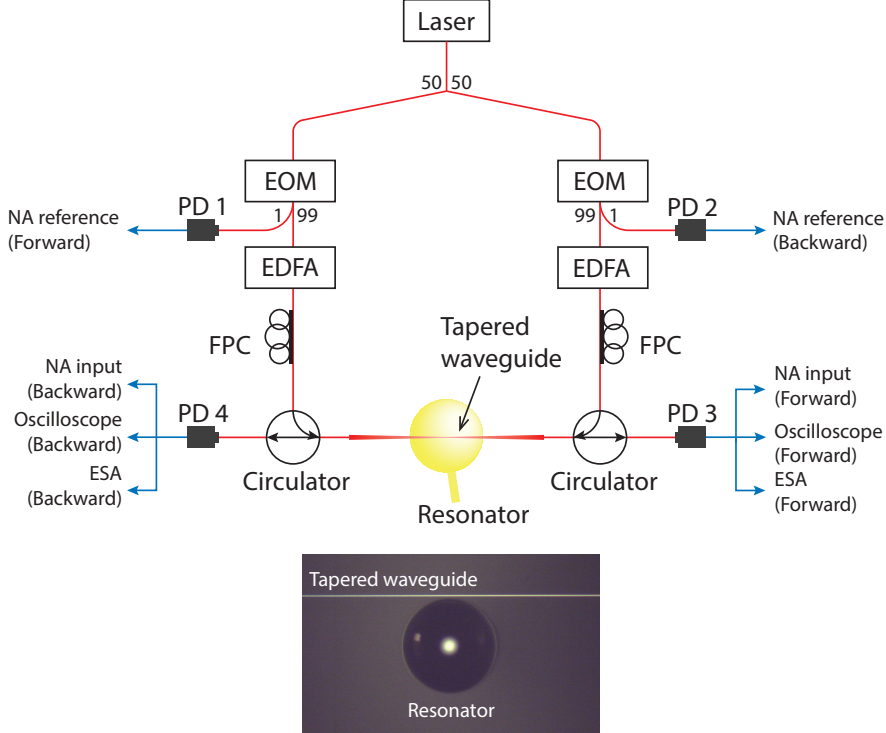 Laser
50 50
EOM
EOM
PD 1
1 99
99 1
PD 2
NA reference
(Forward)
NA reference
(Backward)
EDFA
EDFA
FPC
Tapered
waveguide
FPC
NA input
(Backward)
Oscilloscope
(Backward)
ESA
(Backward)
PD 4
PD 3
NA input
(Forward)
Oscilloscope
(Forward)
ESA
(Forward)
Circulator
Circulator
Resonator
Tapered waveguide
Resonator